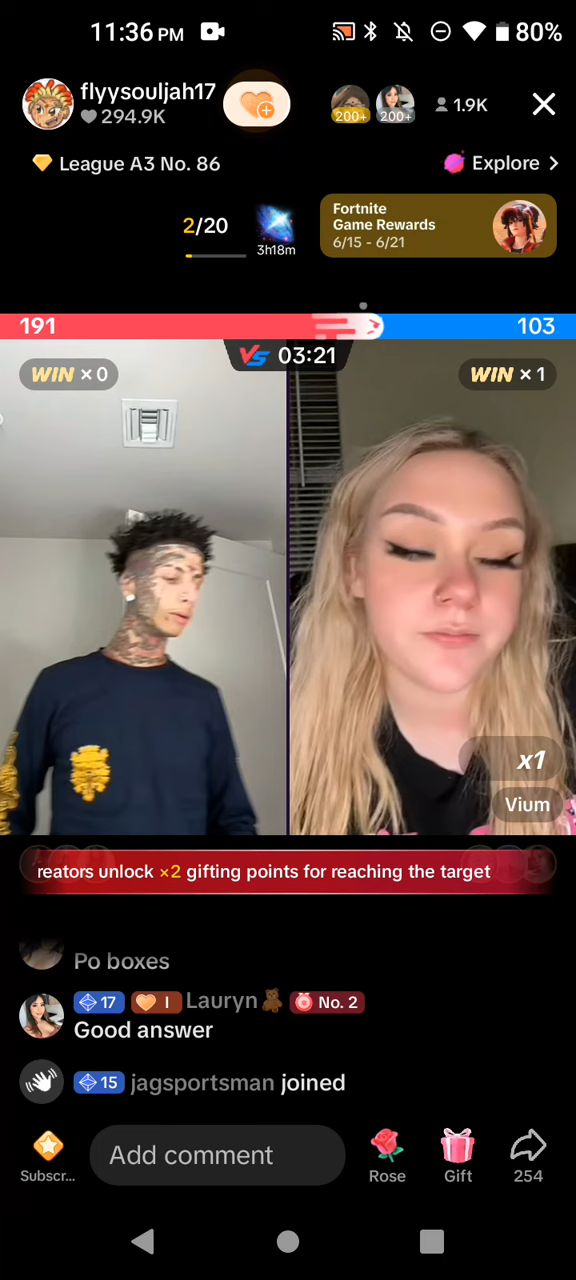 11:36 PM
80%
flyysouljah17
294.9K
200+
200+
1.9K
League A3 No. 86
Explore >
2/20
3h18m
Fortnite
Game Rewards
6/15 - 6/21
191
103
VS 03:21
WIN × 0
WIN × 1
x1
Vium
reators unlock ×2 gifting points for reaching the target
Po boxes
17 I Lauryn No. 2
Good answer
15 jagsportsman joined
Subscr...
Add comment
Rose
Gift
254